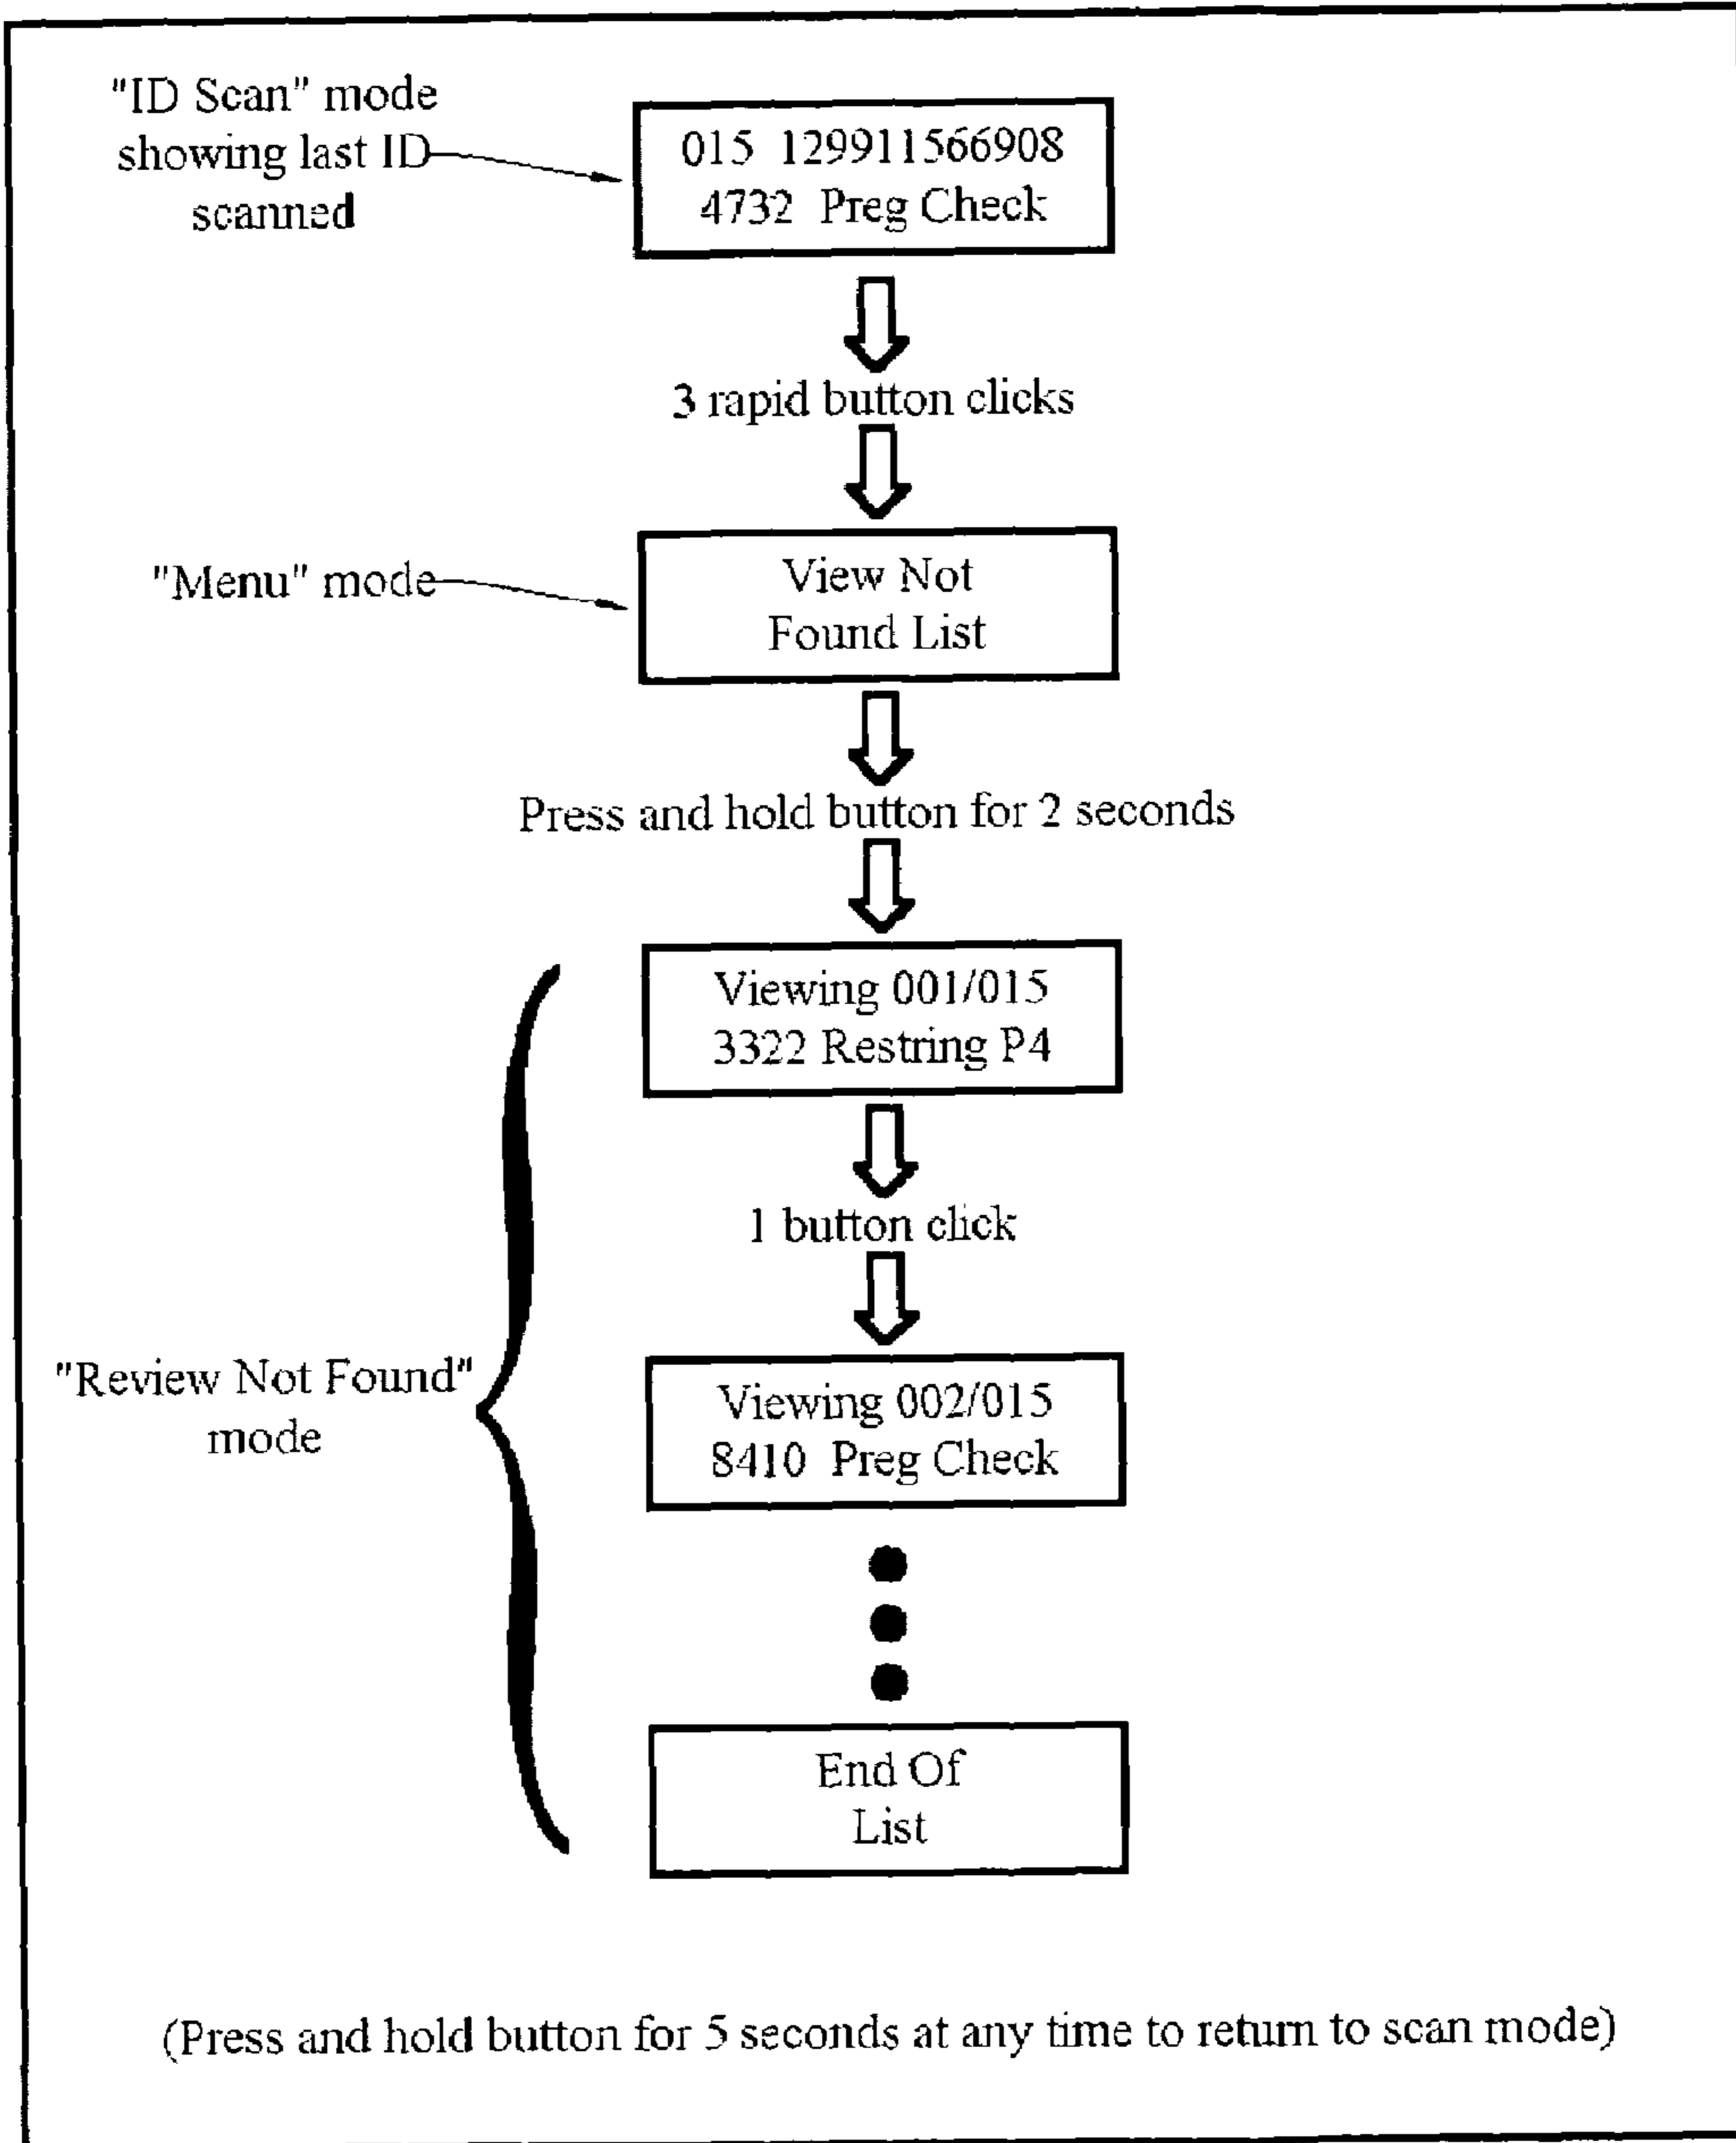 "ID Scan" mode
showing last ID
scanned
015 129911566908
4732 Preg Check
3 rapid button clicks
"Menu" mode
View Not
Found List
Press and hold button for 2 seconds
Viewing 001/015
3322 Restring P4
1 button click
"Review Not Found"
mode
Viewing 002/015
8410 Preg Check
End Of
List
(Press and hold button for 5 seconds at any time to return to scan mode)